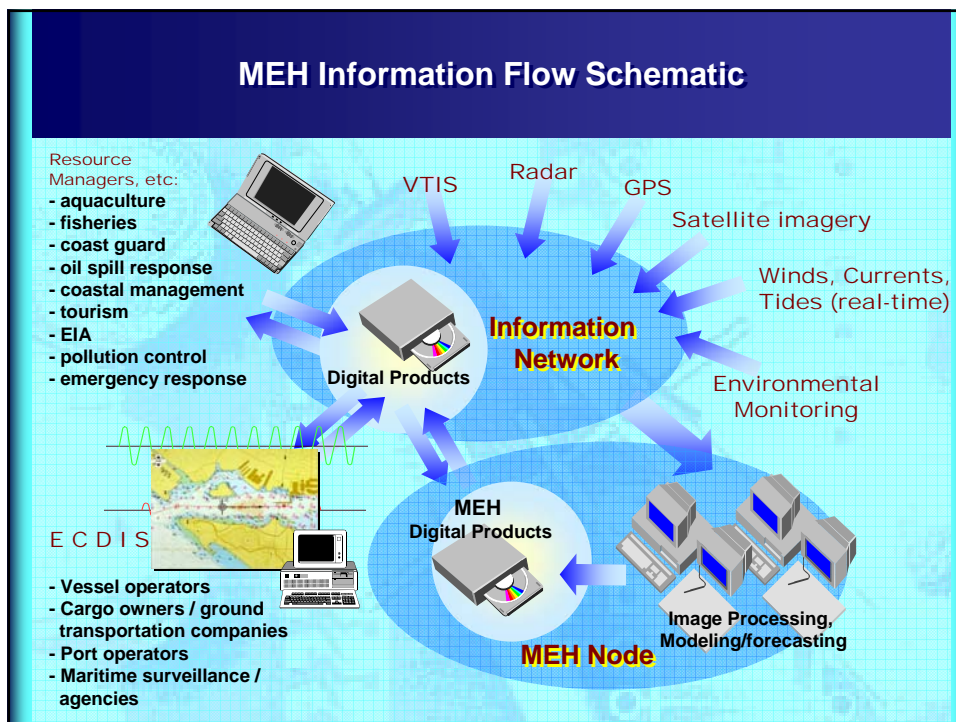 MEH Information Flow Schematic
Resource
Managers, etc:
- aquaculture
- fisheries
- coast guard
- oil spill response
- coastal management
- tourism
- EIA
- pollution control
- emergency response
VTIS
Radar
GPS
Satellite imagery
Winds, Currents,
Tides (real-time)
Environmental
Monitoring
Information
Network
Digital Products
MEH
Digital Products
Image Processing,
Modeling/forecasting
MEH Node
ECDIS
- Vessel operators
- Cargo owners / ground
transportation companies
- Port operators
- Maritime surveillance /
agencies